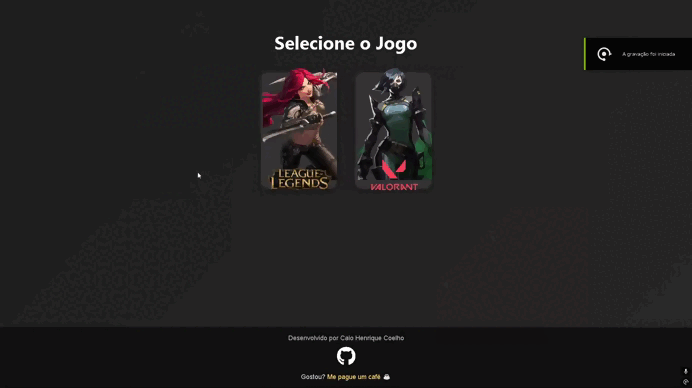 Selecione o Jogo
A gravação foi iniciada
LEAGUE OF
LEGENDS
VALORANT
Desenvolvido por Caio Henrique Coelho
Gostou? Me pague um café